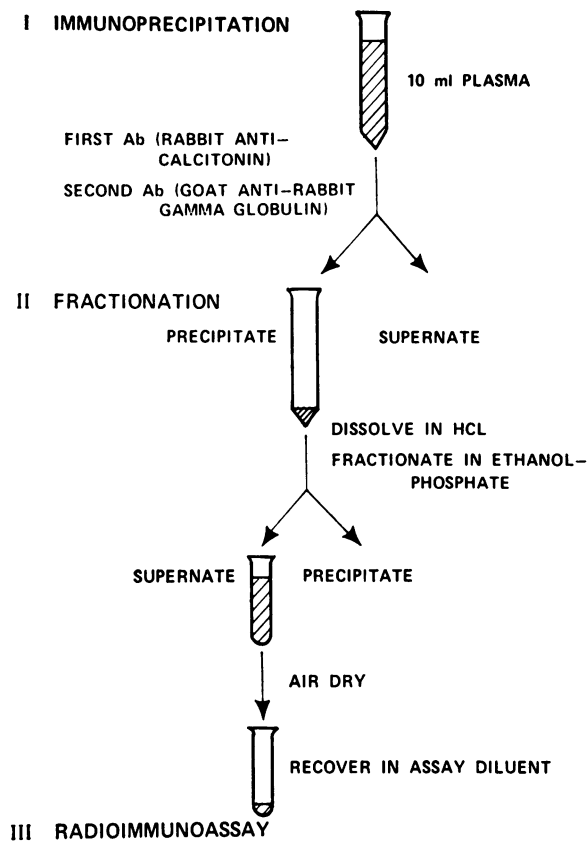 I IMMUNOPRECIPITATION
10 ml PLASMA
FIRST Ab (RABBIT ANTI-
CALCITONIN)
SECOND Ab (GOAT ANTI-RABBIT
GAMMA GLOBULIN)
II FRACTIONATION
PRECIPITATE
SUPERNATE
DISSOLVE IN HCL
FRACTIONATE IN ETHANOL-
PHOSPHATE
SUPERNATE
PRECIPITATE
AIR DRY
RECOVER IN ASSAY DILUENT
III RADIOIMMUNOASSAY